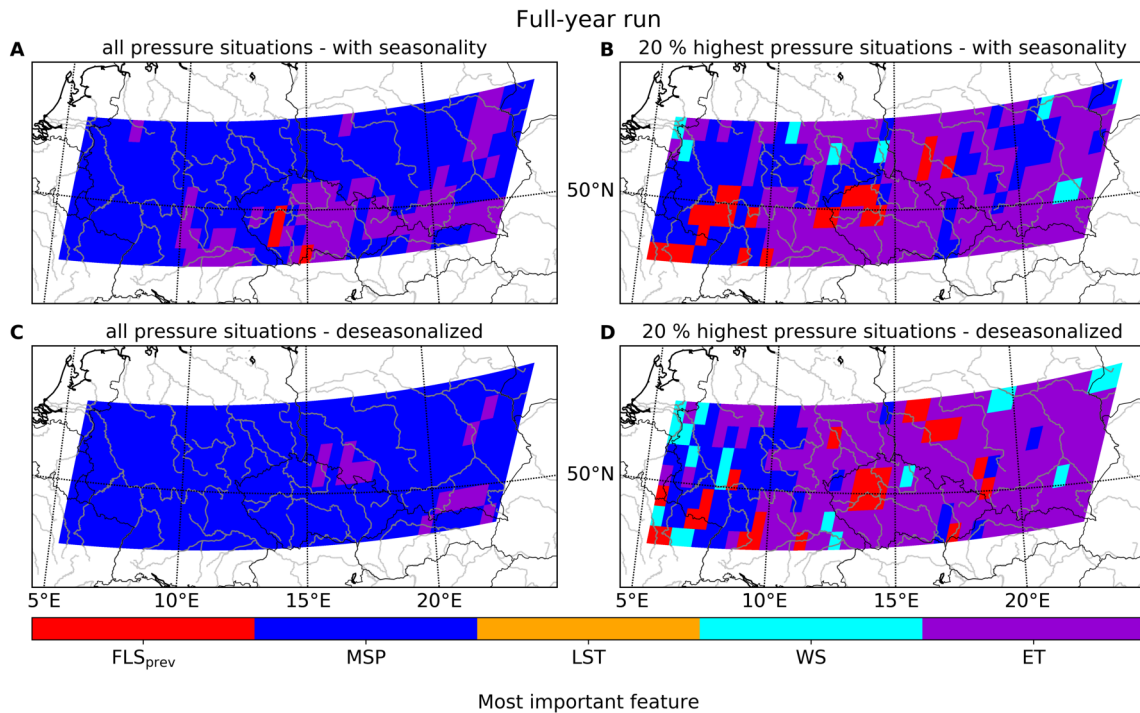 Full-year run
A all pressure situations - with seasonality
B 20 % highest pressure situations - with seasonality
50°N
C all pressure situations - deseasonalized
D 20 % highest pressure situations - deseasonalized
50°N
5°E 10°E 15°E 20°E 5°E 10°E 15°E 20°E
FLSprev MSP LST WS ET
Most important feature